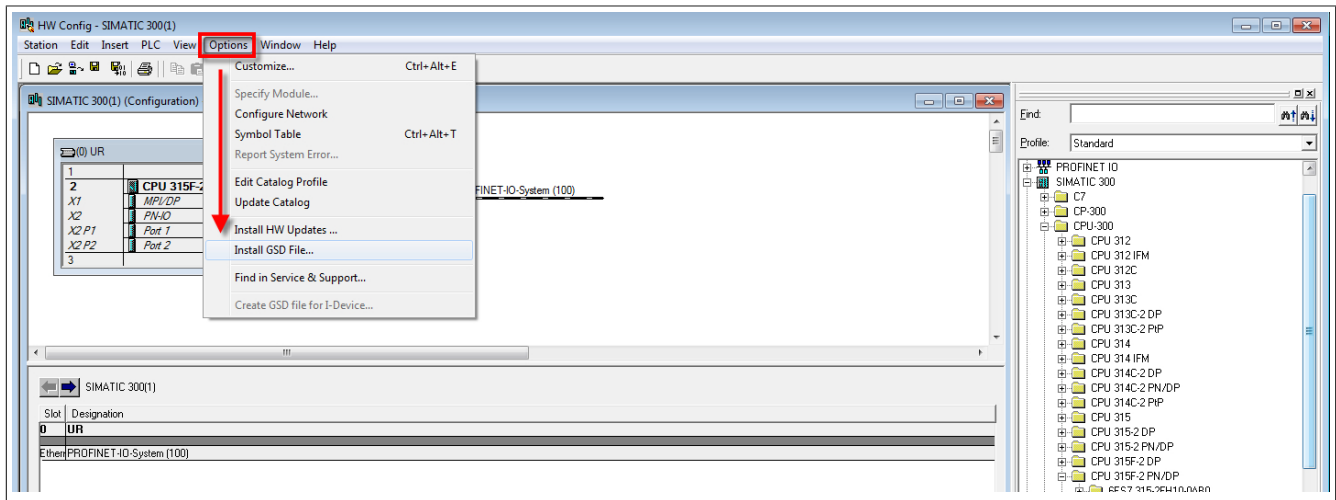 HW Config - SIMATIC 300(1)
Station Edit Insert PLC View Options Window Help
Customize... Ctrl+Alt+E
Specify Module...
Configure Network
Symbol Table Ctrl+Alt+T
Report System Error...
Edit Catalog Profile
Update Catalog
Install HW Updates ...
Install GSD File...
Find in Service & Support...
Create GSD file for I-Device...
SIMATIC 300(1) (Configuration)
(0) UR
1
2 CPU 315F-2
X1 MPI/DP
X2 PN-IO
X2 P1 Port 1
X2 P2 Port 2
3
FINET-IO-System (100)
SIMATIC 300(1)
Slot Designation
0 UR
Ethern PROFINET-IO-System (100)
Find:
Profile: Standard
PROFINET IO
SIMATIC 300
C7
CP-300
CPU-300
CPU 312
CPU 312 IFM
CPU 312C
CPU 313
CPU 313C
CPU 313C-2 DP
CPU 313C-2 PtP
CPU 314
CPU 314 IFM
CPU 314C-2 DP
CPU 314C-2 PN/DP
CPU 314C-2 PtP
CPU 315
CPU 315-2 DP
CPU 315-2 PN/DP
CPU 315F-2 DP
CPU 315F-2 PN/DP
6ES7 315-2FH10-0AB0